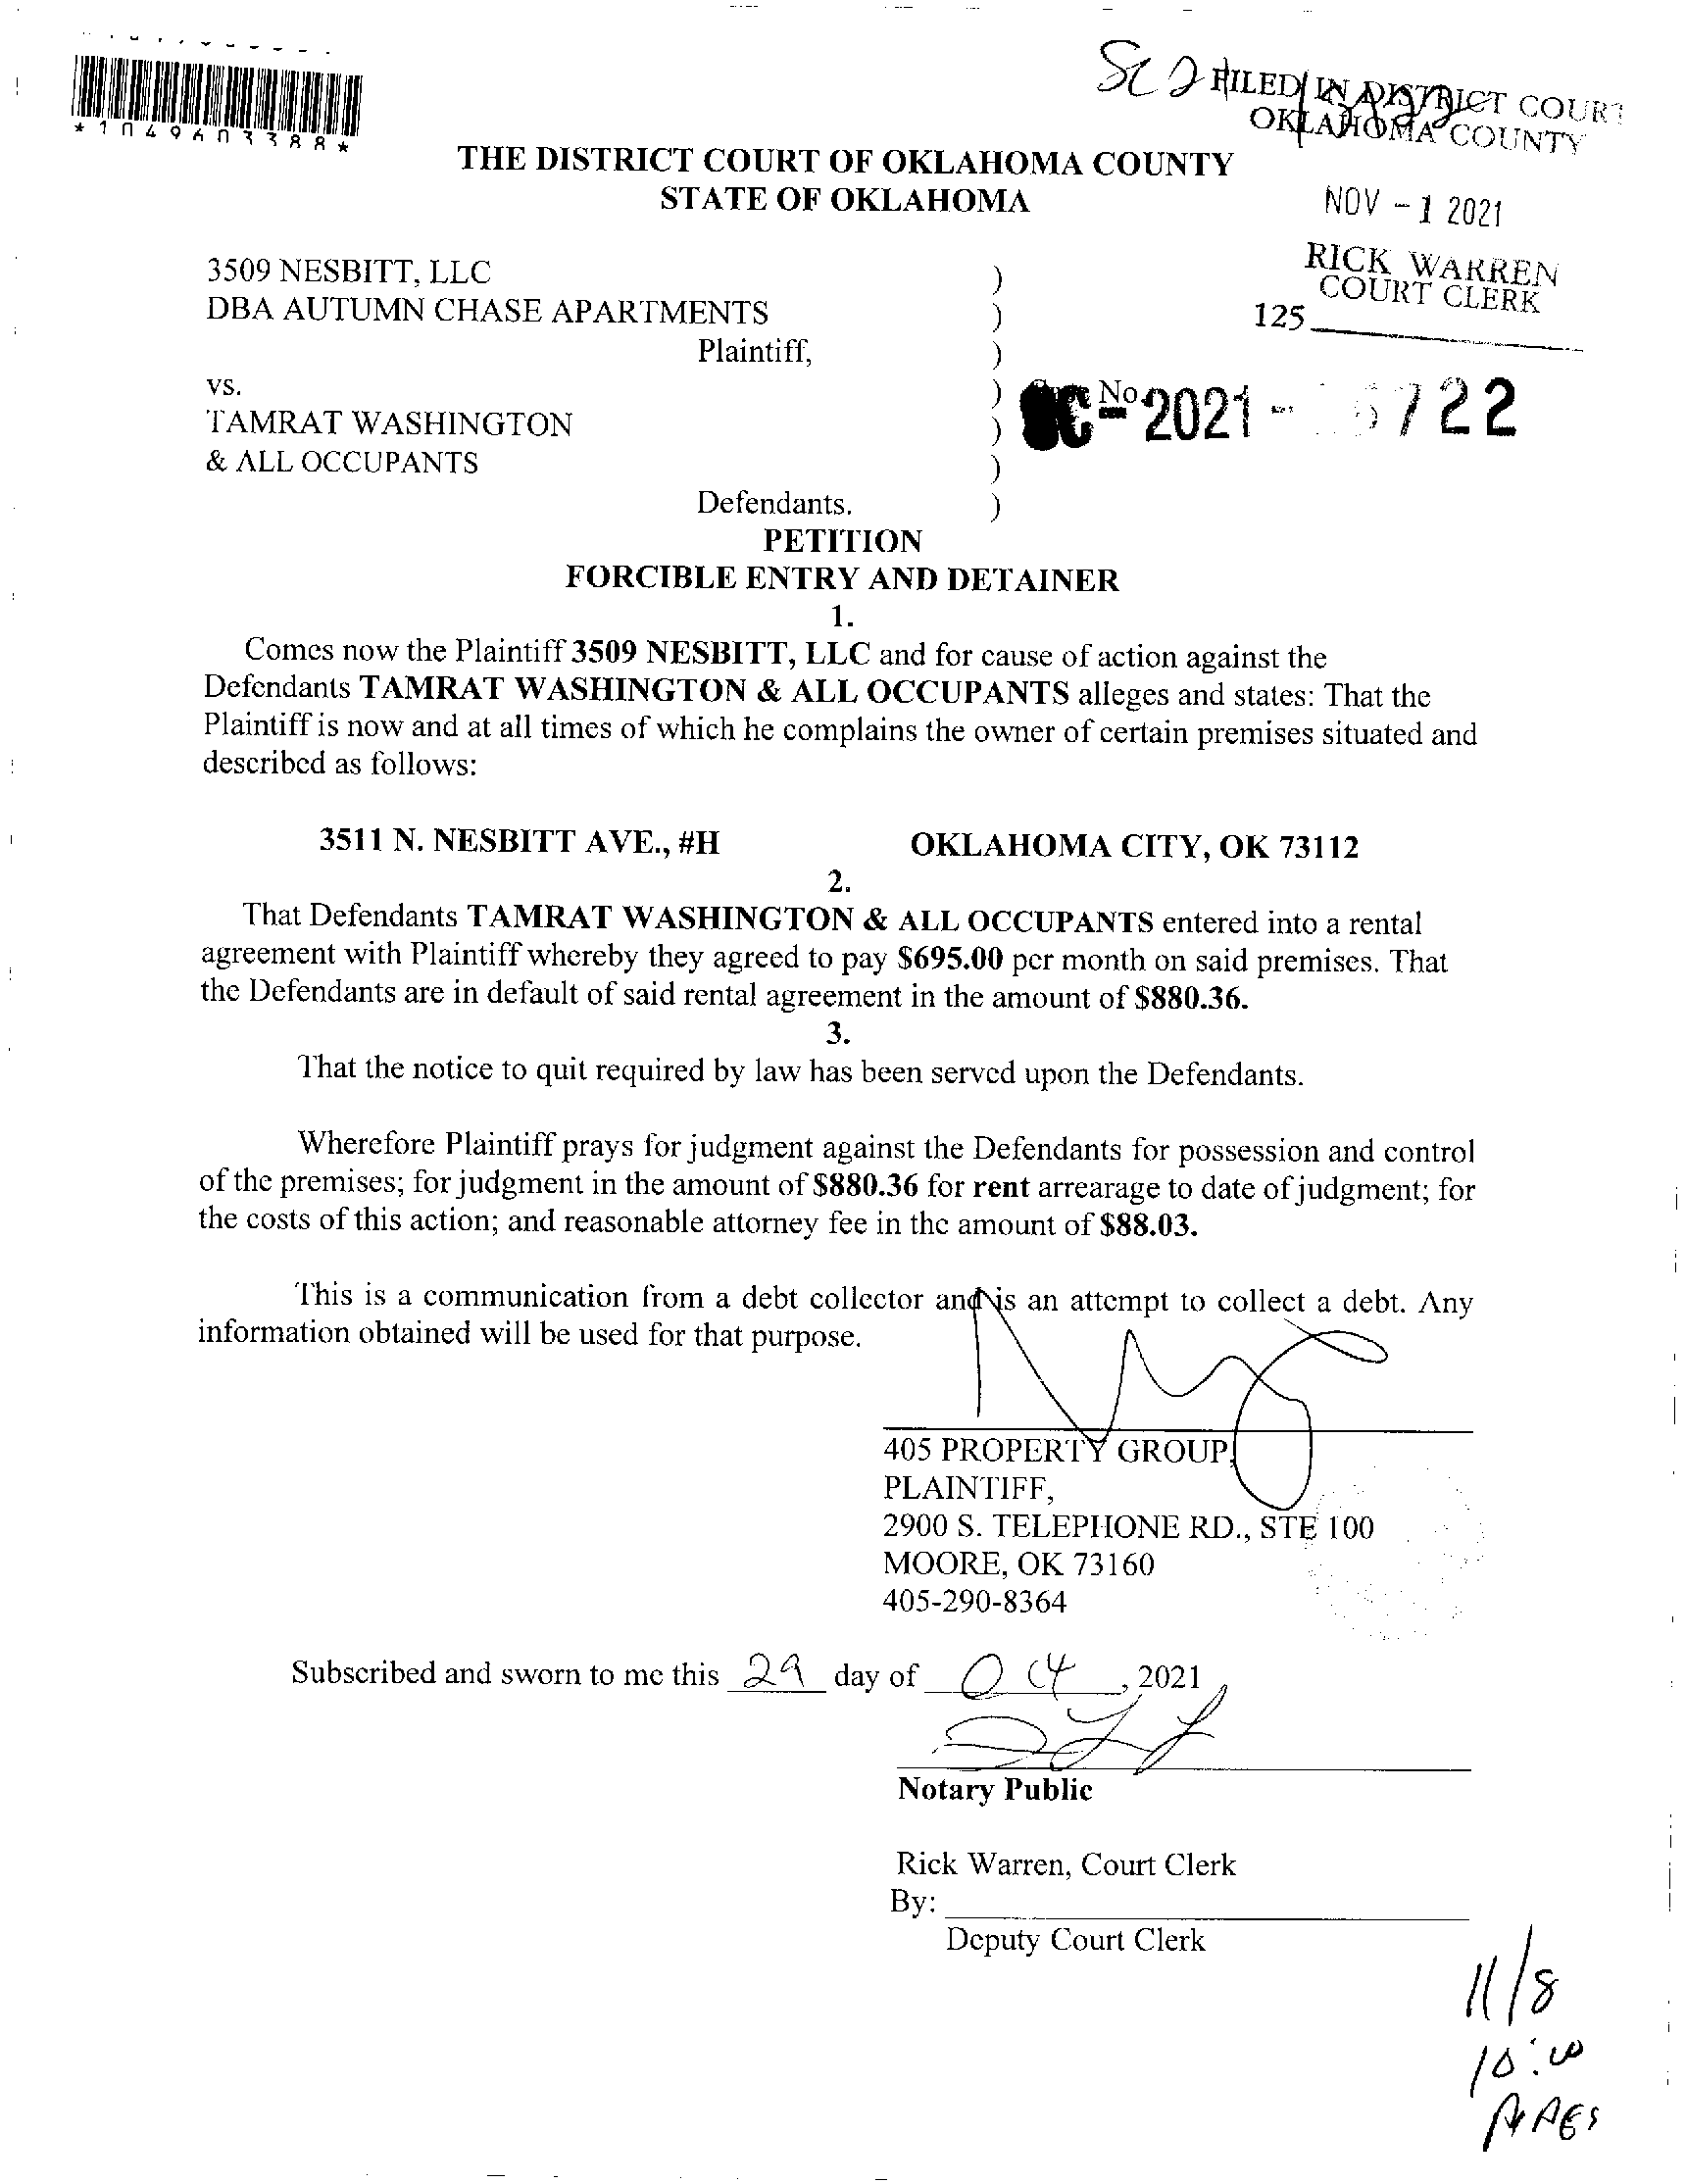 *1049603388*
FILED IN DISTRICT COURT
OKLAHOMA COUNTY
THE DISTRICT COURT OF OKLAHOMA COUNTY
STATE OF OKLAHOMA
NOV - 1 2021
RICK WARREN
COURT CLERK
125
3509 NESBITT, LLC )
DBA AUTUMN CHASE APARTMENTS )
Plaintiff, )
vs. )
No.
SC-2021- 722
TAMRAT WASHINGTON )
& ALL OCCUPANTS )
Defendants. )
PETITION
FORCIBLE ENTRY AND DETAINER
1.
Comes now the Plaintiff 3509 NESBITT, LLC and for cause of action against the
Defendants TAMRAT WASHINGTON & ALL OCCUPANTS alleges and states: That the
Plaintiff is now and at all times of which he complains the owner of certain premises situated and
described as follows:
3511 N. NESBITT AVE., #H OKLAHOMA CITY, OK 73112
2.
That Defendants TAMRAT WASHINGTON & ALL OCCUPANTS entered into a rental
agreement with Plaintiff whereby they agreed to pay $695.00 per month on said premises. That
the Defendants are in default of said rental agreement in the amount of $880.36.
3.
That the notice to quit required by law has been served upon the Defendants.
Wherefore Plaintiff prays for judgment against the Defendants for possession and control
of the premises; for judgment in the amount of $880.36 for rent arrearage to date of judgment; for
the costs of this action; and reasonable attorney fee in the amount of $88.03.
This is a communication from a debt collector and is an attempt to collect a debt. Any
information obtained will be used for that purpose.
405 PROPERTY GROUP,
PLAINTIFF,
2900 S. TELEPHONE RD., STE 100
MOORE, OK 73160
405-290-8364
Subscribed and sworn to me this 29 day of Oct, 2021
Notary Public
Rick Warren, Court Clerk
By:
Deputy Court Clerk
11/8
10:00